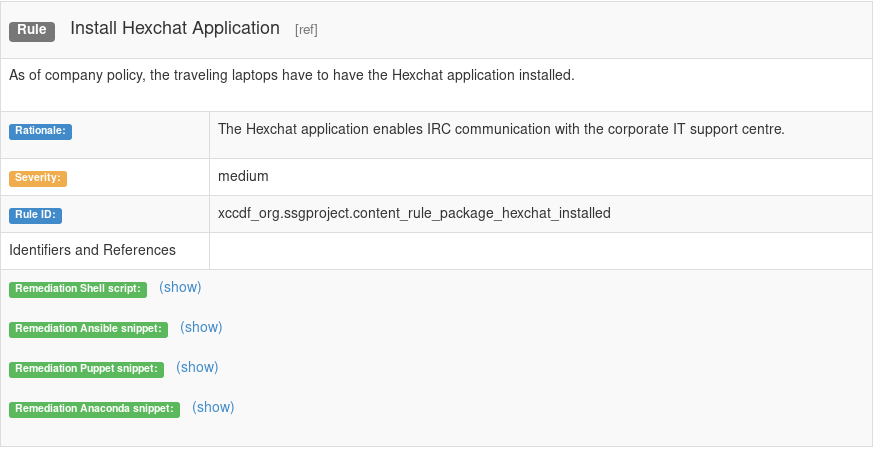 Rule Install Hexchat Application [ref]
As of company policy, the traveling laptops have to have the Hexchat application installed.
Rationale: The Hexchat application enables IRC communication with the corporate IT support centre.
Severity: medium
Rule ID: xccdf_org.ssgproject.content_rule_package_hexchat_installed
Identifiers and References
Remediation Shell script: (show)
Remediation Ansible snippet: (show)
Remediation Puppet snippet: (show)
Remediation Anaconda snippet: (show)